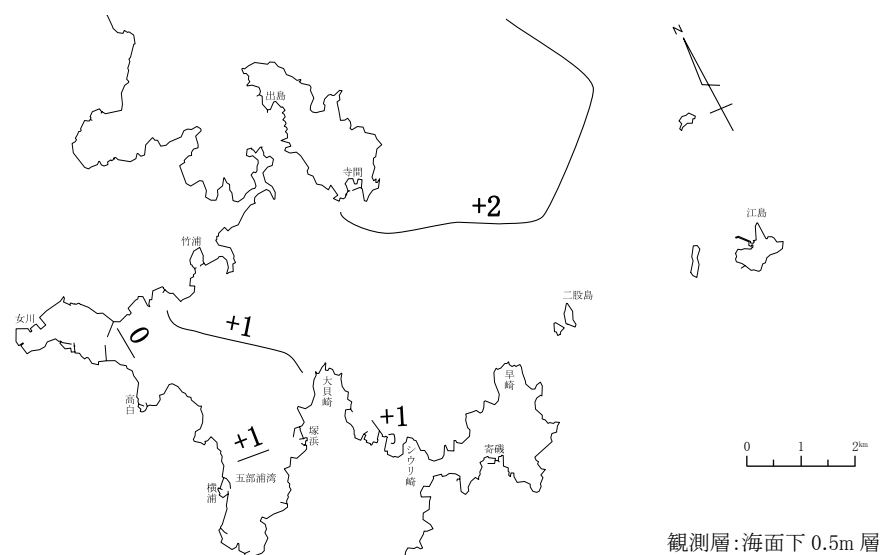 N
出島
寺間
+2
江島
竹浦
二股島
女川
0
+1
大貝崎
早崎
高白
+1
+1
塚浜
シウリ崎
寄磯
五部浦湾
横浦
0 1 2km
観測層:海面下 0.5m 層